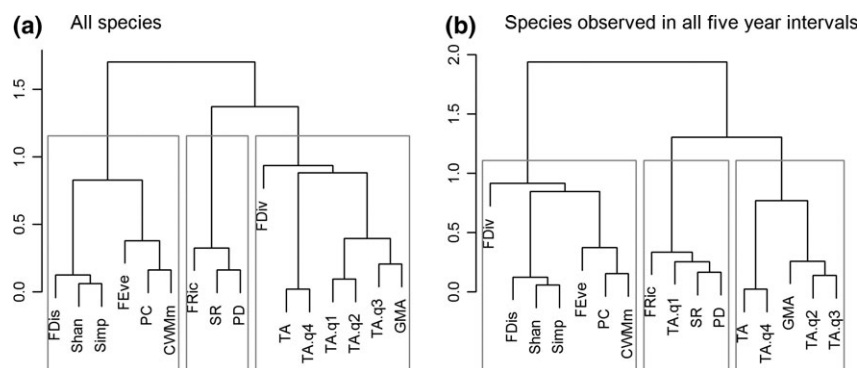 (a) All species
0.0 0.5 1.0 1.5
FDis
Shan
Simp
FEve
PC
CWMm
FRic
SR
PD
FDiv
TA
TA.q4
TA.q1
TA.q2
TA.q3
GMA
(b) Species observed in all five year intervals
0.0 0.5 1.0 1.5 2.0
FDiv
FDis
Shan
Simp
FEve
PC
CWMm
FRic
TA.q1
SR
PD
TA
TA.q4
GMA
TA.q2
TA.q3